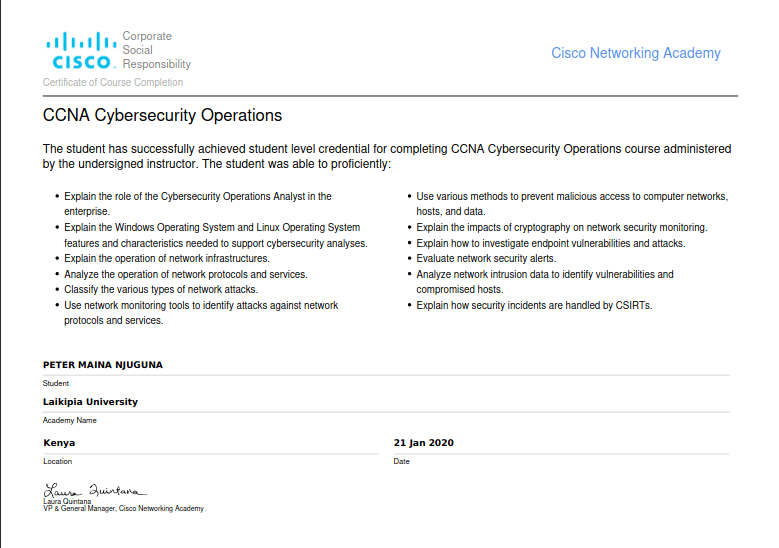 CISCO
Corporate
Social
Responsibility
Cisco Networking Academy
Certificate of Course Completion
CCNA Cybersecurity Operations
The student has successfully achieved student level credential for completing CCNA Cybersecurity Operations course administered
by the undersigned instructor. The student was able to proficiently:
• Explain the role of the Cybersecurity Operations Analyst in the
enterprise.
• Explain the Windows Operating System and Linux Operating System
features and characteristics needed to support cybersecurity analyses.
• Explain the operation of network infrastructures.
• Analyze the operation of network protocols and services.
• Classify the various types of network attacks.
• Use network monitoring tools to identify attacks against network
protocols and services.
• Use various methods to prevent malicious access to computer networks,
hosts, and data.
• Explain the impacts of cryptography on network security monitoring.
• Explain how to investigate endpoint vulnerabilities and attacks.
• Evaluate network security alerts.
• Analyze network intrusion data to identify vulnerabilities and
compromised hosts.
• Explain how security incidents are handled by CSIRTs.
PETER MAINA NJUGUNA
Student
Laikipia University
Academy Name
Kenya
Location
21 Jan 2020
Date
Laura Quintana
Laura Quintana
VP & General Manager, Cisco Networking Academy